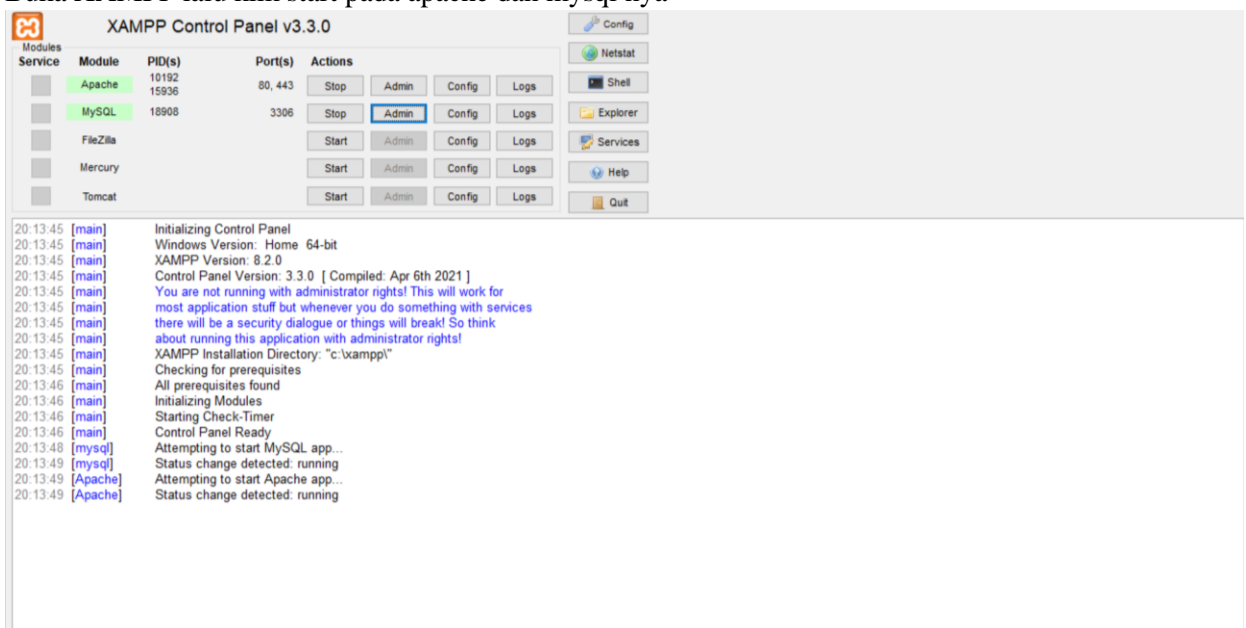 Buka XAMPP lalu klik start pada apache dan mysql nya
XAMPP Control Panel v3.3.0
Config
Modules
Netstat
Service Module PID(s) Port(s) Actions
Apache 10192 15936 80, 443 Stop Admin Config Logs
Shell
MySQL 18908 3306 Stop Admin Config Logs
Explorer
FileZilla Start Admin Config Logs
Services
Mercury Start Admin Config Logs
Help
Tomcat Start Admin Config Logs
Quit
20:13:45 [main] Initializing Control Panel
20:13:45 [main] Windows Version: Home 64-bit
20:13:45 [main] XAMPP Version: 8.2.0
20:13:45 [main] Control Panel Version: 3.3.0 [ Compiled: Apr 6th 2021 ]
20:13:45 [main] You are not running with administrator rights! This will work for
20:13:45 [main] most application stuff but whenever you do something with services
20:13:45 [main] there will be a security dialogue or things will break! So think
20:13:45 [main] about running this application with administrator rights!
20:13:45 [main] XAMPP Installation Directory: "c:\xampp\"
20:13:45 [main] Checking for prerequisites
20:13:46 [main] All prerequisites found
20:13:46 [main] Initializing Modules
20:13:46 [main] Starting Check-Timer
20:13:46 [main] Control Panel Ready
20:13:48 [mysql] Attempting to start MySQL app...
20:13:49 [mysql] Status change detected: running
20:13:49 [Apache] Attempting to start Apache app...
20:13:49 [Apache] Status change detected: running